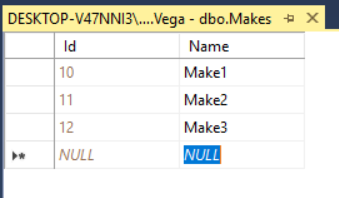 DESKTOP-V47NNI3\....Vega - dbo.Makes
Id Name
10 Make1
11 Make2
12 Make3
NULL NULL